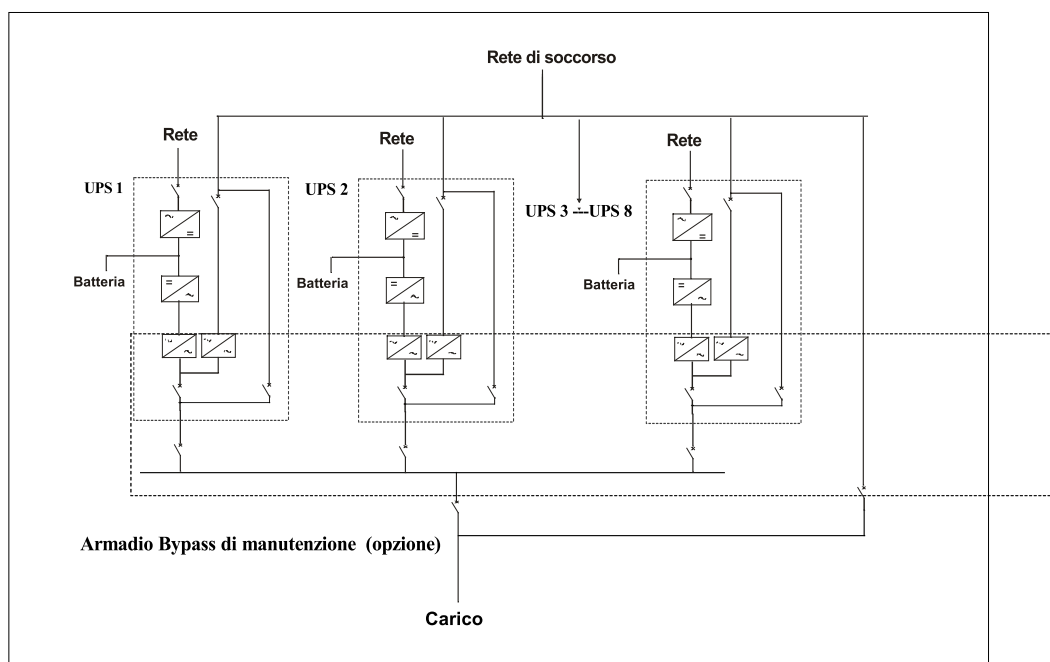 Rete di soccorso
Rete
Rete
Rete
UPS 1
UPS 2
UPS 3 ---UPS 8
Batteria
Batteria
Batteria
Armadio Bypass di manutenzione (opzione)
Carico